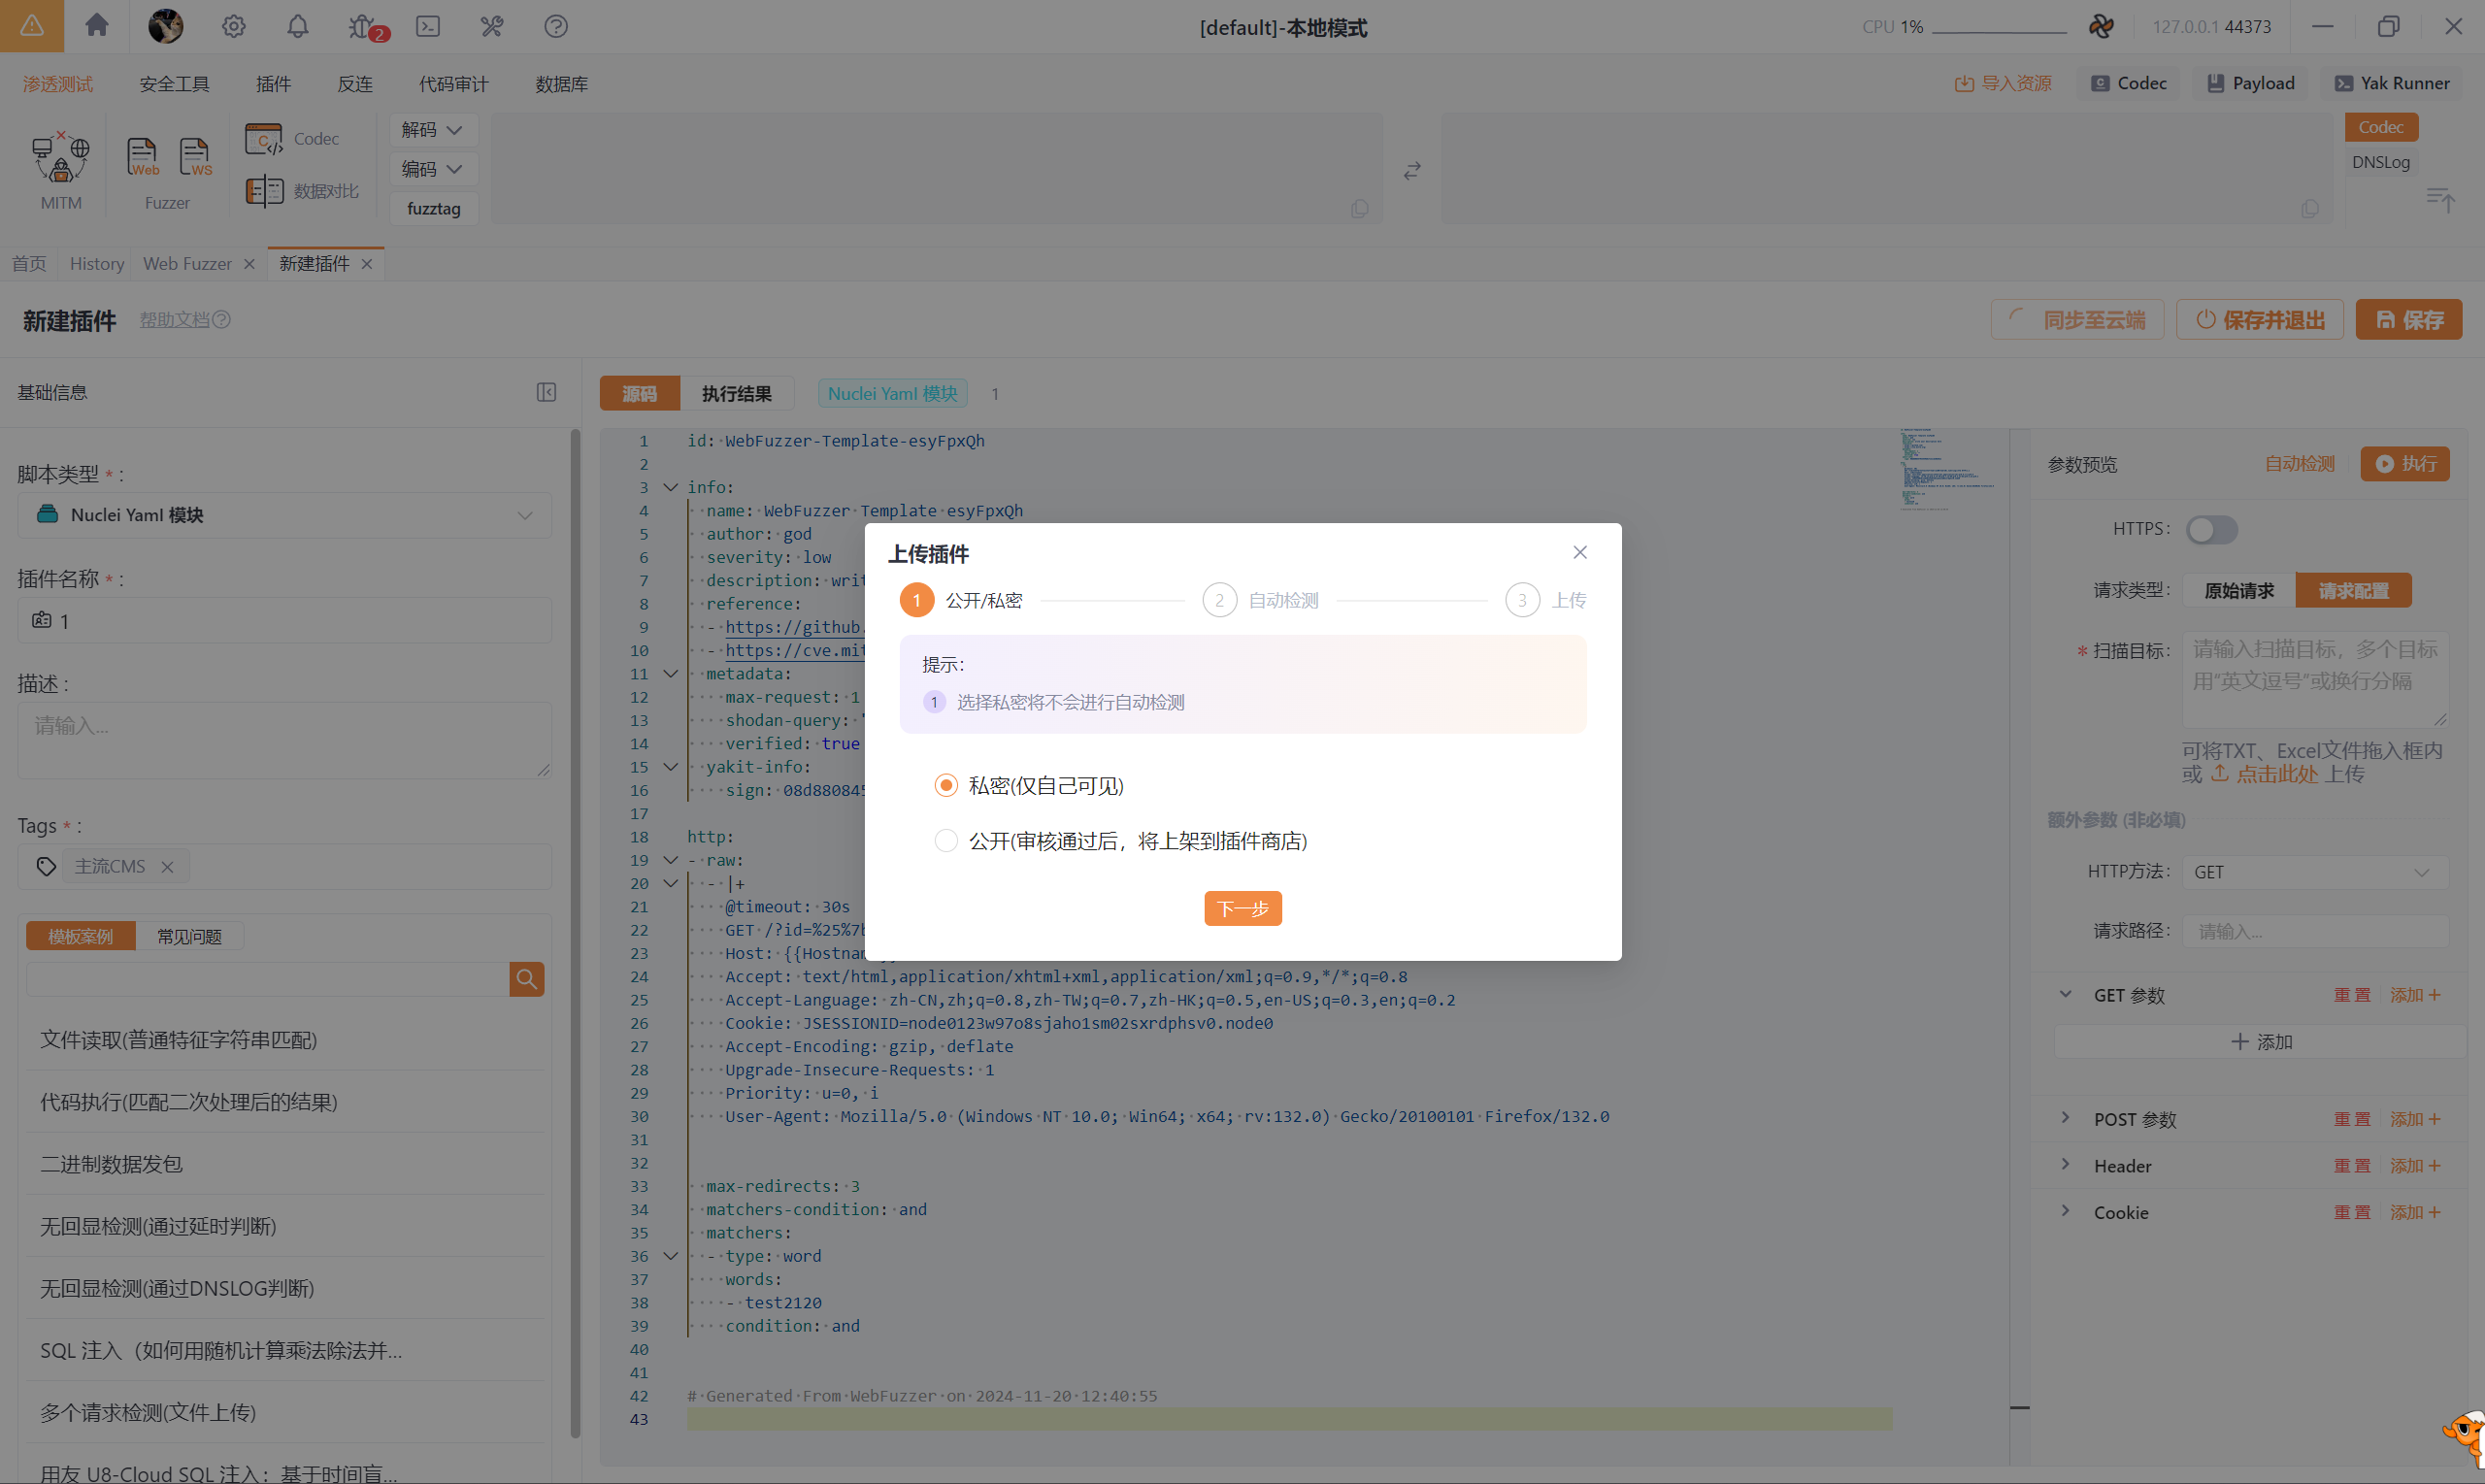 2
[default]-本地模式
CPU 1%
127.0.0.1 44373
渗透测试 安全工具 插件 反连 代码审计 数据库
导入资源 Codec Payload Yak Runner
MITM
Web WS
Fuzzer
Codec
数据对比
解码
编码
fuzztag
Codec
DNSLog
首页 History Web Fuzzer 新建插件
新建插件 帮助文档
同步至云端 保存并退出 保存
基础信息
脚本类型 * :
Nuclei Yaml 模块
插件名称 * :
1
描述 :
请输入...
Tags * :
主流CMS
模板案例 常见问题
文件读取(普通特征字符串匹配)
代码执行(匹配二次处理后的结果)
二进制数据发包
无回显检测(通过延时判断)
无回显检测(通过DNSLOG判断)
SQL 注入（如何用随机计算乘法除法并...
多个请求检测(文件上传)
用友 U8-Cloud SQL 注入：基于时间盲...
源码 执行结果 Nuclei Yaml 模块 1
1 id: WebFuzzer-Template-esyFpxQh
2
3 info:
4 name: WebFuzzer Template esyFpxQh
5 author: god
6 severity: low
7 description: writ
8 reference:
9 - https://github.
10 - https://cve.mit
11 metadata:
12 max-request: 1
13 shodan-query: '
14 verified: true
15 yakit-info:
16 sign: 08d880845
17
18 http:
19 - raw:
20 - |+
21 @timeout: 30s
22 GET /?id=%25%7b
23 Host: {{Hostnam
24 Accept: text/html,application/xhtml+xml,application/xml;q=0.9,*/*;q=0.8
25 Accept-Language: zh-CN,zh;q=0.8,zh-TW;q=0.7,zh-HK;q=0.5,en-US;q=0.3,en;q=0.2
26 Cookie: JSESSIONID=node0123w97o8sjaho1sm02sxrdphsv0.node0
27 Accept-Encoding: gzip, deflate
28 Upgrade-Insecure-Requests: 1
29 Priority: u=0, i
30 User-Agent: Mozilla/5.0 (Windows NT 10.0; Win64; x64; rv:132.0) Gecko/20100101 Firefox/132.0
31
32
33 max-redirects: 3
34 matchers-condition: and
35 matchers:
36 - type: word
37 words:
38 - test2120
39 condition: and
40
41
42 # Generated From WebFuzzer on 2024-11-20 12:40:55
43
上传插件
1 公开/私密 2 自动检测 3 上传
提示:
1 选择私密将不会进行自动检测
私密(仅自己可见)
公开(审核通过后，将上架到插件商店)
下一步
参数预览 自动检测 执行
HTTPS:
请求类型: 原始请求 请求配置
* 扫描目标: 请输入扫描目标，多个目标
用“英文逗号”或换行分隔
可将TXT、Excel文件拖入框内
或 点击此处 上传
额外参数 (非必填)
HTTP方法: GET
请求路径: 请输入...
GET 参数 重置 添加 +
+ 添加
POST 参数 重置 添加 +
Header 重置 添加 +
Cookie 重置 添加 +